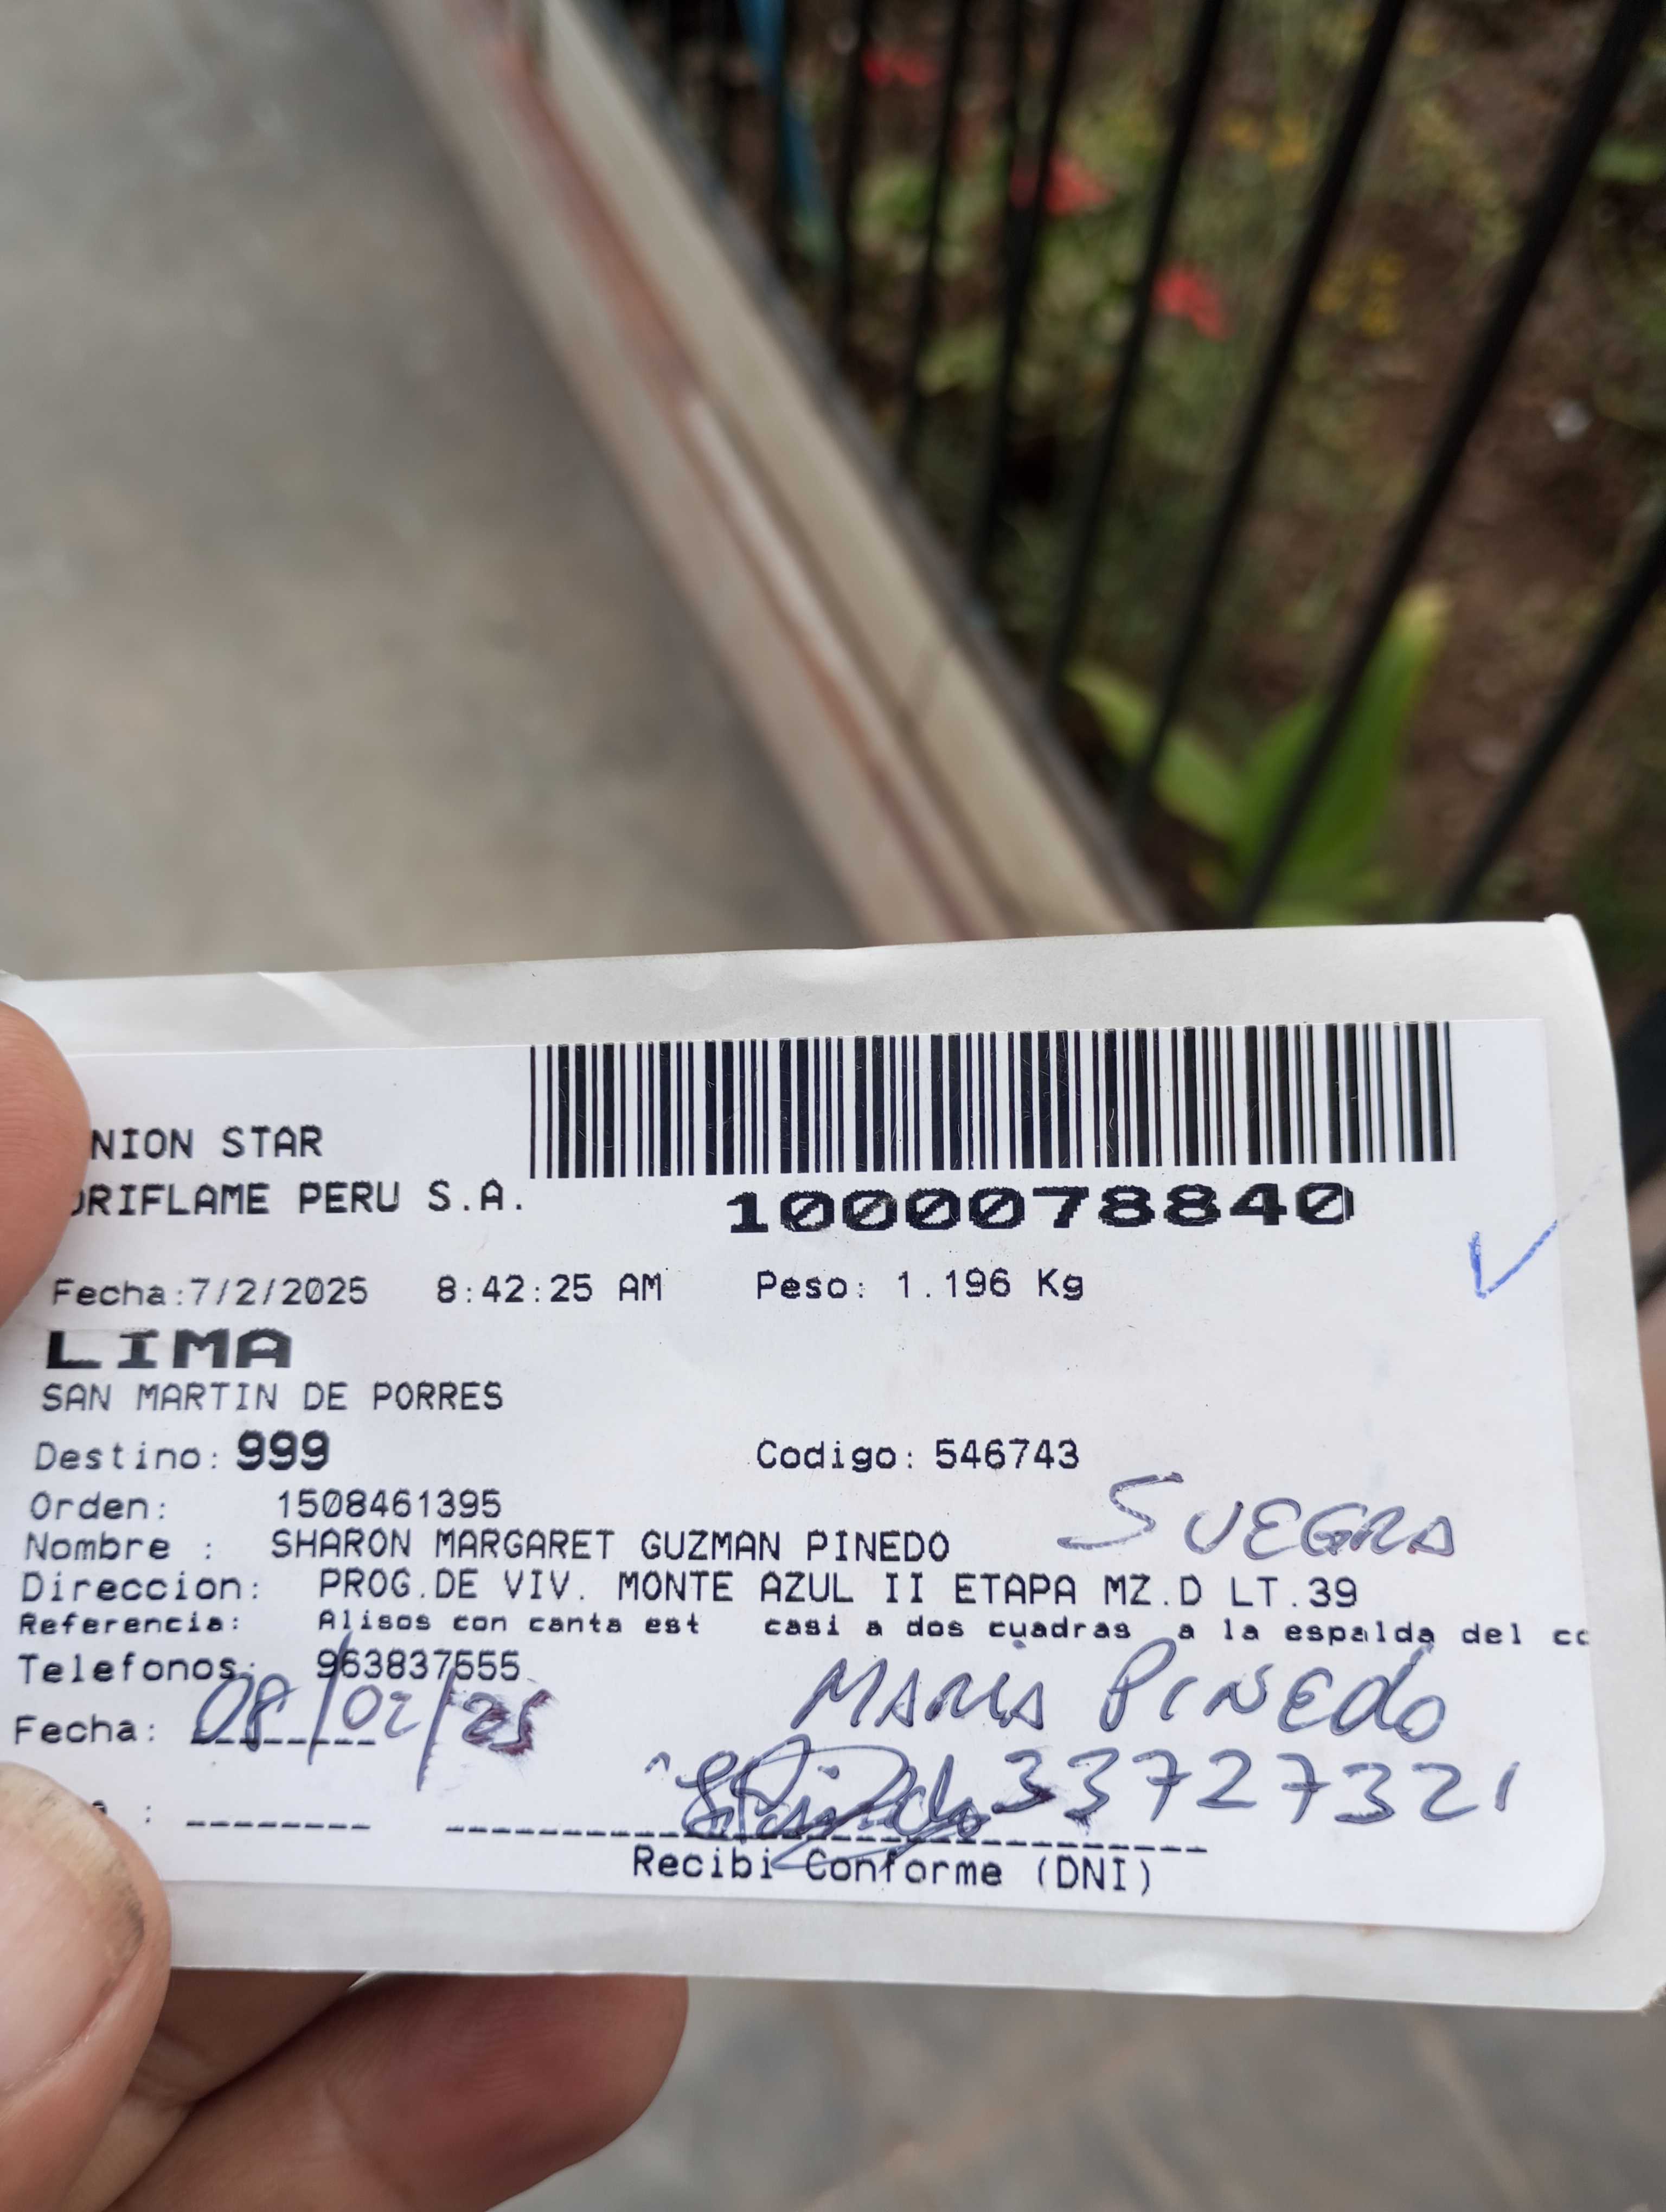 NION STAR
ORIFLAME PERU S.A.
1000078840
Fecha:7/2/2025 8:42:25 AM Peso: 1.196 Kg
LIMA
SAN MARTIN DE PORRES
Destino: 999 Codigo: 546743
Orden: 1508461395
SUEGRA
Nombre : SHARON MARGARET GUZMAN PINEDO
Direccion: PROG.DE VIV. MONTE AZUL II ETAPA MZ.D LT.39
Referencia: Alisos con canta est casi a dos cuadras a la espalda del co
Telefonos: 963837555
MARIA PINEDO
Fecha: 08/02/25
33727321
Recibi Conforme (DNI)